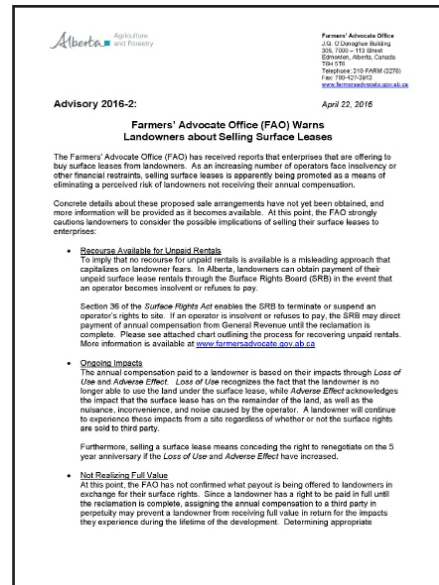 Alberta Agriculture
and Forestry
Farmers' Advocate Office
J.G. O'Donoghue Building
305, 7000 – 113 Street
Edmonton, Alberta, Canada
T6H 5T6
Telephone: 310-FARM (3276)
Fax: 780-427-3913
www.farmersadvocate.gov.ab.ca
Advisory 2016-2:
April 22, 2016
Farmers' Advocate Office (FAO) Warns
Landowners about Selling Surface Leases
The Farmers' Advocate Office (FAO) has received reports that enterprises that are offering to
buy surface leases from landowners. As an increasing number of operators face insolvency or
other financial restraints, selling surface leases is apparently being promoted as a means of
eliminating a perceived risk of landowners not receiving their annual compensation.
Concrete details about these proposed sale arrangements have not yet been obtained, and
more information will be provided as it becomes available. At this point, the FAO strongly
cautions landowners to consider the possible implications of selling their surface leases to
enterprises:
• Recourse Available for Unpaid Rentals
To imply that no recourse for unpaid rentals is available is a misleading approach that
capitalizes on landowner fears. In Alberta, landowners can obtain payment of their
unpaid surface lease rentals through the Surface Rights Board (SRB) in the event that
an operator becomes insolvent or refuses to pay.
Section 36 of the Surface Rights Act enables the SRB to terminate or suspend an
operator's rights to site. If an operator is insolvent or refuses to pay, the SRB may direct
payment of annual compensation from General Revenue until the reclamation is
complete. Please see attached chart outlining the process for recovering unpaid rentals.
More information is available at www.farmersadvocate.gov.ab.ca
• Ongoing Impacts
The annual compensation paid to a landowner is based on their impacts through Loss of
Use and Adverse Effect. Loss of Use recognizes the fact that the landowner is no
longer able to use the land under the surface lease, while Adverse Effect acknowledges
the impact that the surface lease has on the remainder of the land, as well as the
nuisance, inconvenience, and noise caused by the operator. A landowner will continue
to experience these impacts from a site regardless of whether or not the surface rights
are sold to third party.
Furthermore, selling a surface lease means conceding the right to renegotiate on the 5
year anniversary if the Loss of Use and Adverse Effect have increased.
• Not Realizing Full Value
At this point, the FAO has not confirmed what payout is being offered to landowners in
exchange for their surface rights. Since a landowner has a right to be paid in full until
the reclamation is complete, assigning the annual compensation to a third party in
perpetuity may prevent a landowner from receiving full value in return for the impacts
they experience during the lifetime of the development. Determining appropriate